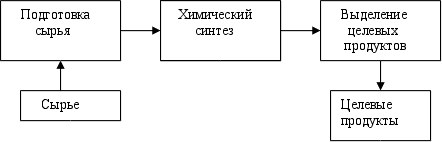 Подготовка
сырья
Химический
синтез
Выделение
целевых
продуктов
Сырье
Целевые
продукты